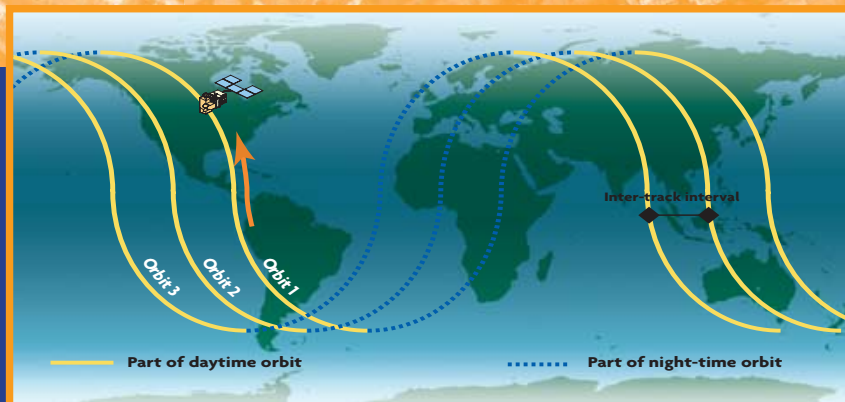 Inter-track interval
Orbit 3
Orbit 2
Orbit 1
Part of daytime orbit
Part of night-time orbit